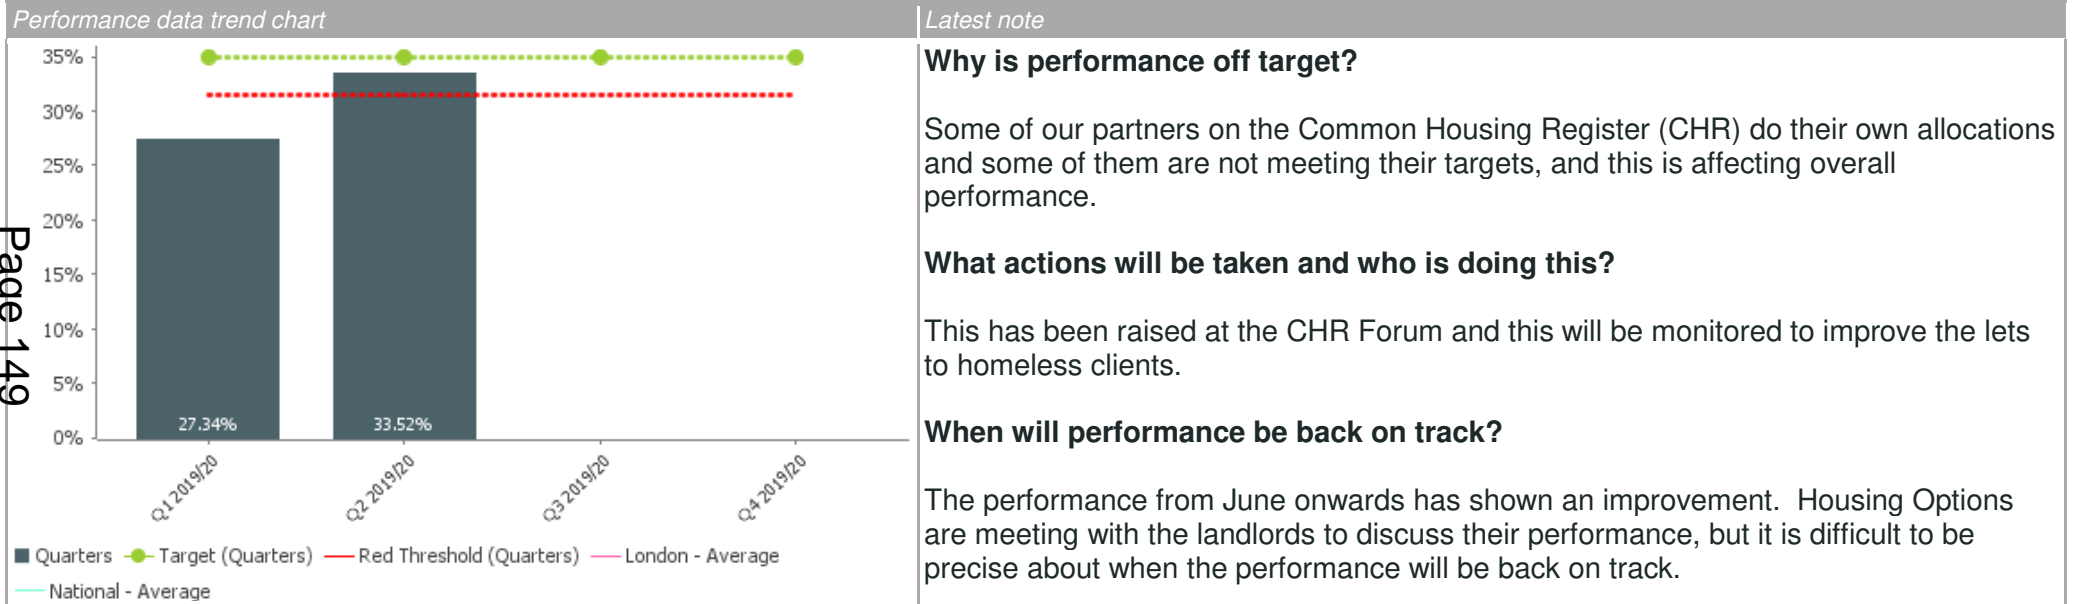 Performance data trend chart
Latest note
35%
30%
25%
20%
15%
10%
5%
0%
27.34%
33.52%
Q1 2019/20
Q2 2019/20
Q3 2019/20
Q4 2019/20
Quarters
Target (Quarters)
Red Threshold (Quarters)
London - Average
National - Average
Page 149
Why is performance off target?
Some of our partners on the Common Housing Register (CHR) do their own allocations
and some of them are not meeting their targets, and this is affecting overall
performance.
What actions will be taken and who is doing this?
This has been raised at the CHR Forum and this will be monitored to improve the lets
to homeless clients.
When will performance be back on track?
The performance from June onwards has shown an improvement.  Housing Options
are meeting with the landlords to discuss their performance, but it is difficult to be
precise about when the performance will be back on track.